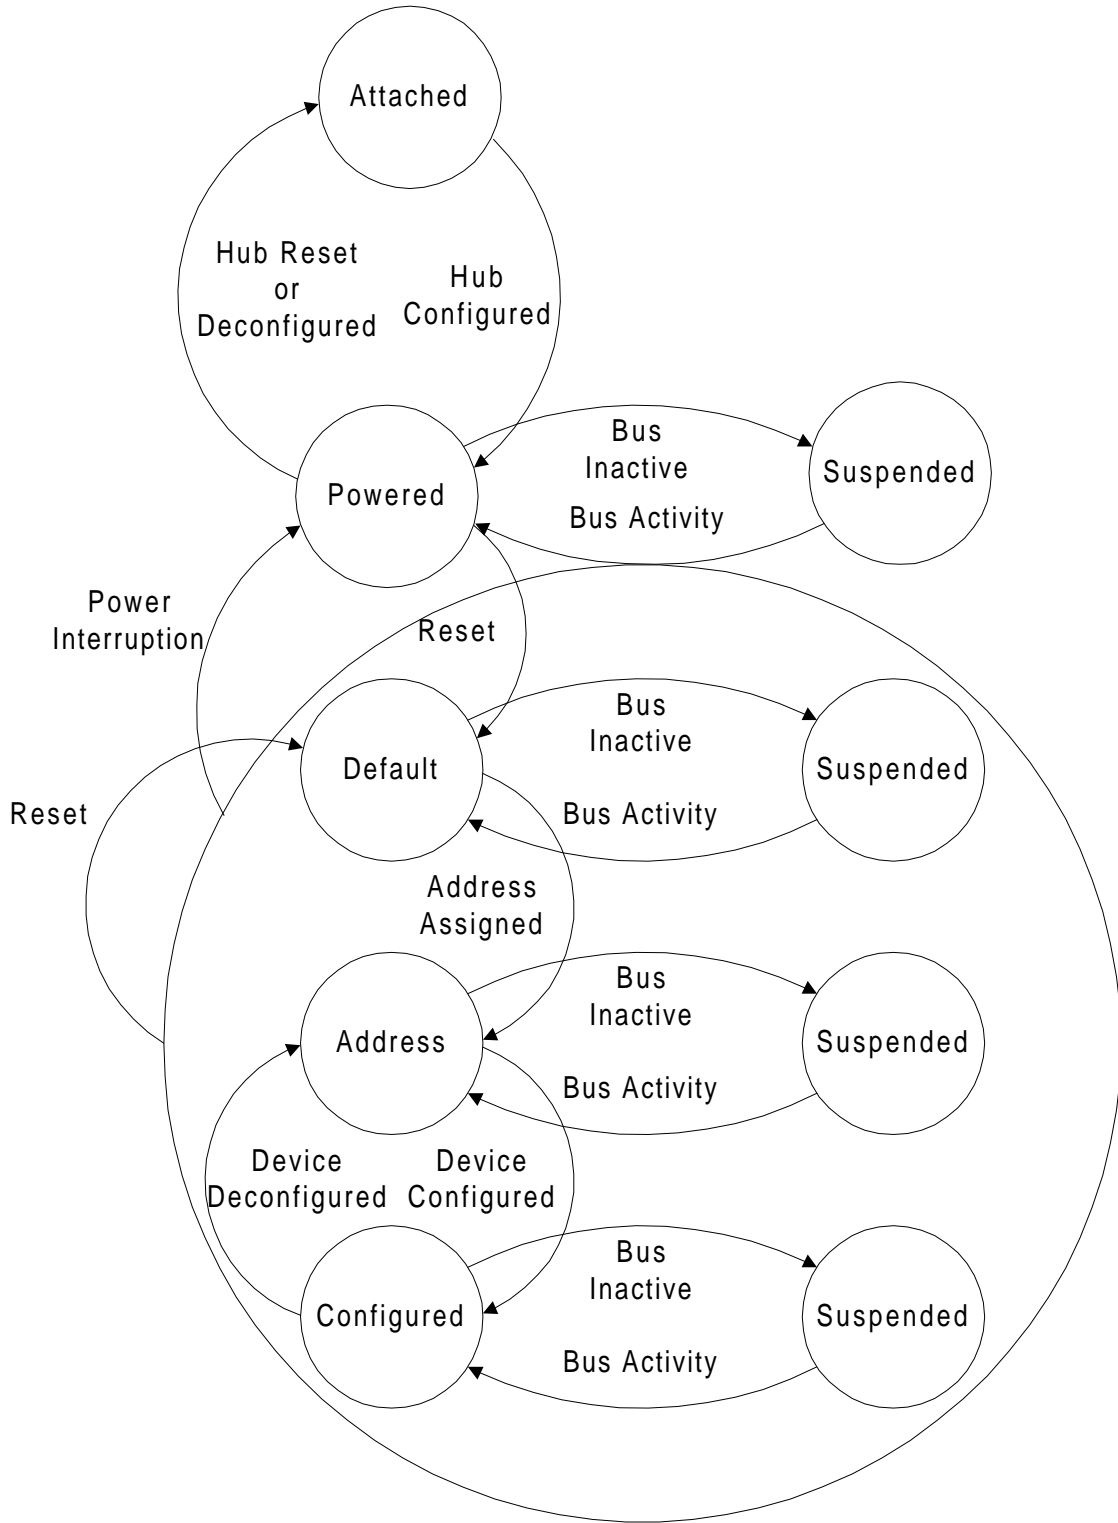 Attached
Hub Reset
or
Deconfigured
Hub
Configured
Powered
Bus
Inactive
Bus Activity
Suspended
Power
Interruption
Reset
Default
Bus
Inactive
Bus Activity
Suspended
Reset
Address
Assigned
Address
Bus
Inactive
Bus Activity
Suspended
Device
Deconfigured
Device
Configured
Configured
Bus
Inactive
Bus Activity
Suspended